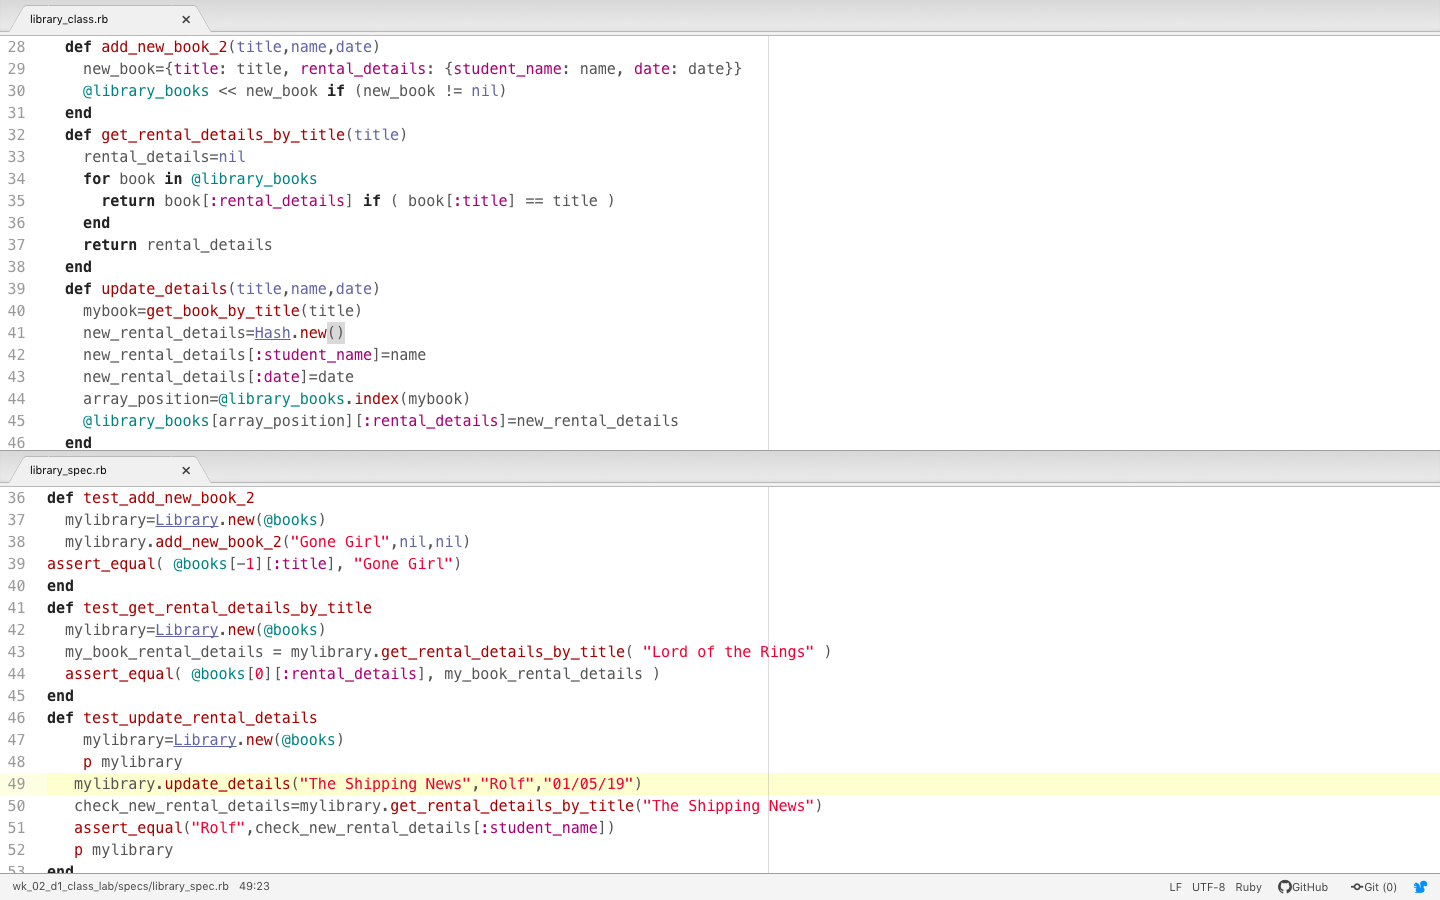 library_class.rb
28 def add_new_book_2(title,name,date)
29 new_book={title: title, rental_details: {student_name: name, date: date}}
30 @library_books << new_book if (new_book != nil)
31 end
32 def get_rental_details_by_title(title)
33 rental_details=nil
34 for book in @library_books
35 return book[:rental_details] if ( book[:title] == title )
36 end
37 return rental_details
38 end
39 def update_details(title,name,date)
40 mybook=get_book_by_title(title)
41 new_rental_details=Hash.new()
42 new_rental_details[:student_name]=name
43 new_rental_details[:date]=date
44 array_position=@library_books.index(mybook)
45 @library_books[array_position][:rental_details]=new_rental_details
46 end
library_spec.rb
36 def test_add_new_book_2
37 mylibrary=Library.new(@books)
38 mylibrary.add_new_book_2("Gone Girl",nil,nil)
39 assert_equal( @books[-1][:title], "Gone Girl")
40 end
41 def test_get_rental_details_by_title
42 mylibrary=Library.new(@books)
43 my_book_rental_details = mylibrary.get_rental_details_by_title( "Lord of the Rings" )
44 assert_equal( @books[0][:rental_details], my_book_rental_details )
45 end
46 def test_update_rental_details
47 mylibrary=Library.new(@books)
48 p mylibrary
49 mylibrary.update_details("The Shipping News","Rolf","01/05/19")
50 check_new_rental_details=mylibrary.get_rental_details_by_title("The Shipping News")
51 assert_equal("Rolf",check_new_rental_details[:student_name])
52 p mylibrary
53 end
wk_02_d1_class_lab/specs/library_spec.rb 49:23 LF UTF-8 Ruby GitHub Git (0)